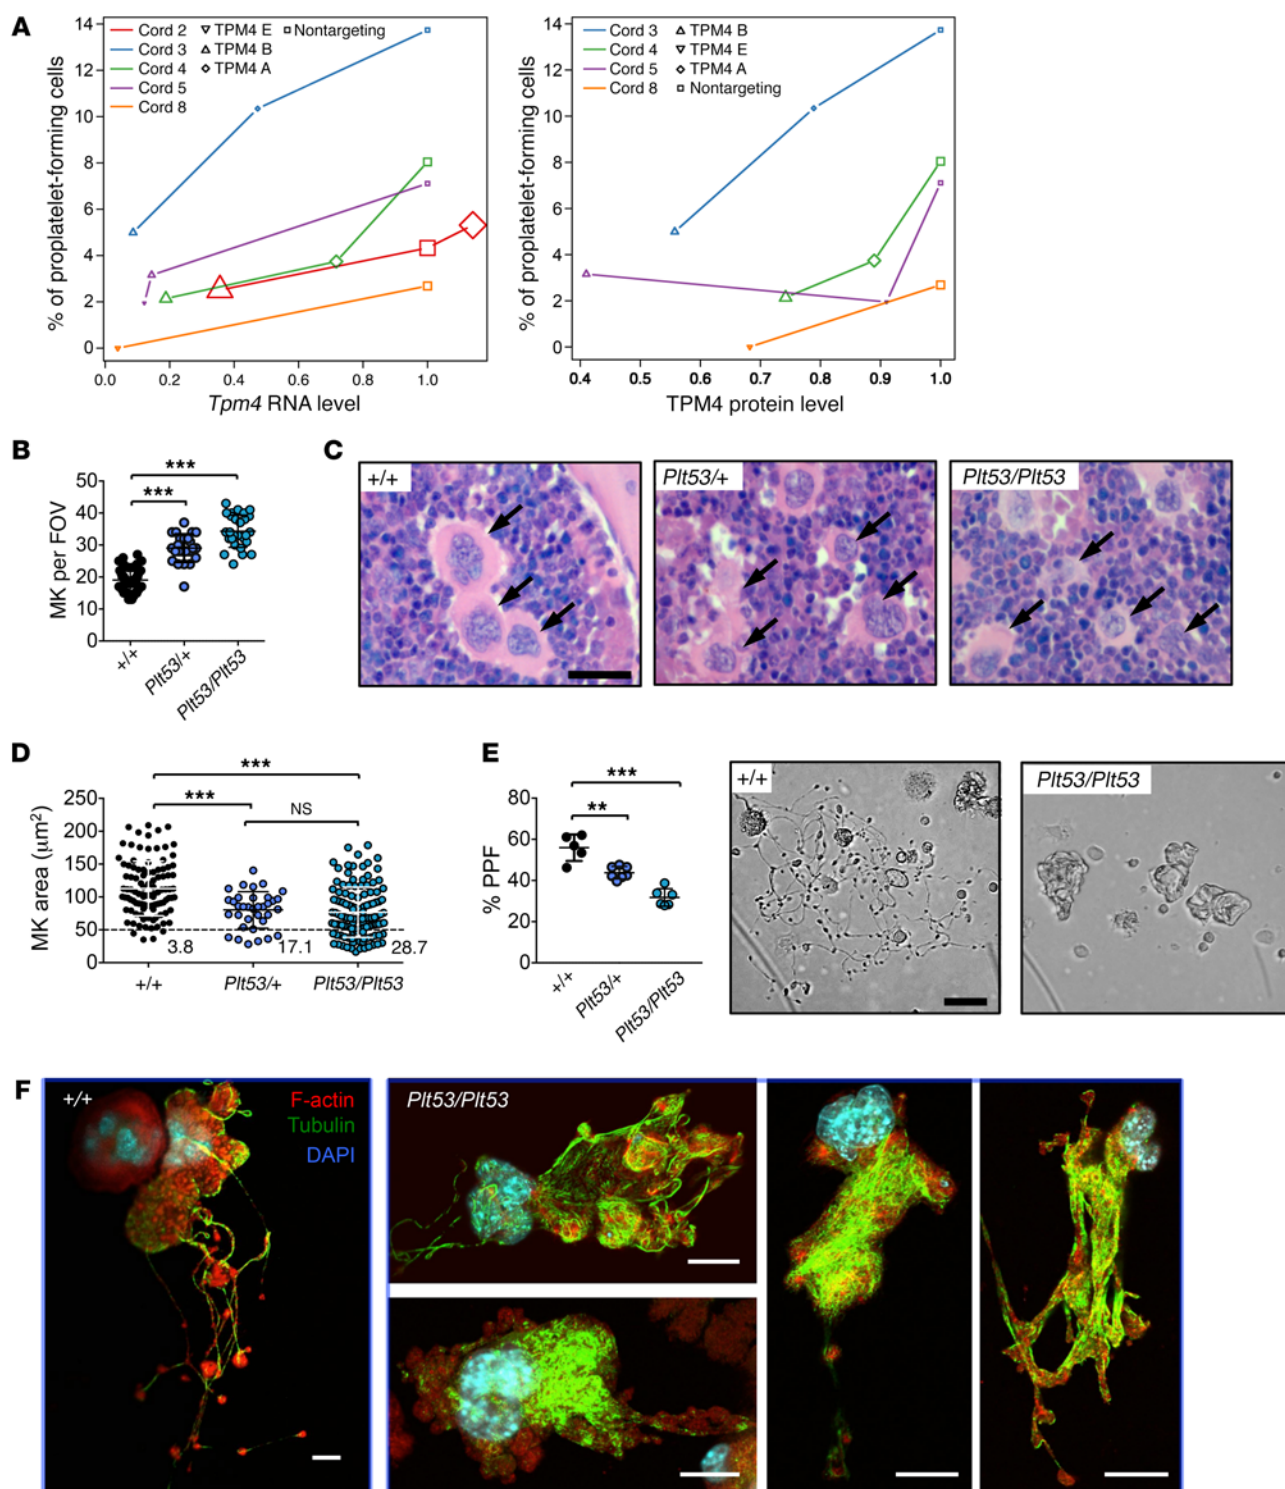 A
% of proplatelet-forming cells
14
12
10
8
6
4
2
0
Cord 2
Cord 3
Cord 4
Cord 5
Cord 8
TPM4 E
TPM4 B
TPM4 A
Nontargeting
0.0 0.2 0.4 0.6 0.8 1.0
Tpm4 RNA level
% of proplatelet-forming cells
14
12
10
8
6
4
2
0
Cord 3
Cord 4
Cord 5
Cord 8
TPM4 B
TPM4 E
TPM4 A
Nontargeting
0.4 0.5 0.6 0.7 0.8 0.9 1.0
TPM4 protein level
B
MK per FOV
50
40
30
20
10
0
***
***
+/+
Plt53/+
Plt53/Plt53
C
+/+
Plt53/+
Plt53/Plt53
D
MK area (μm²)
250
200
150
100
50
0
***
***
NS
3.8
17.1
28.7
+/+
Plt53/+
Plt53/Plt53
E
% PPF
80
60
40
20
0
***
**
+/+
Plt53/+
Plt53/Plt53
+/+
Plt53/Plt53
F
+/+
F-actin
Tubulin
DAPI
Plt53/Plt53